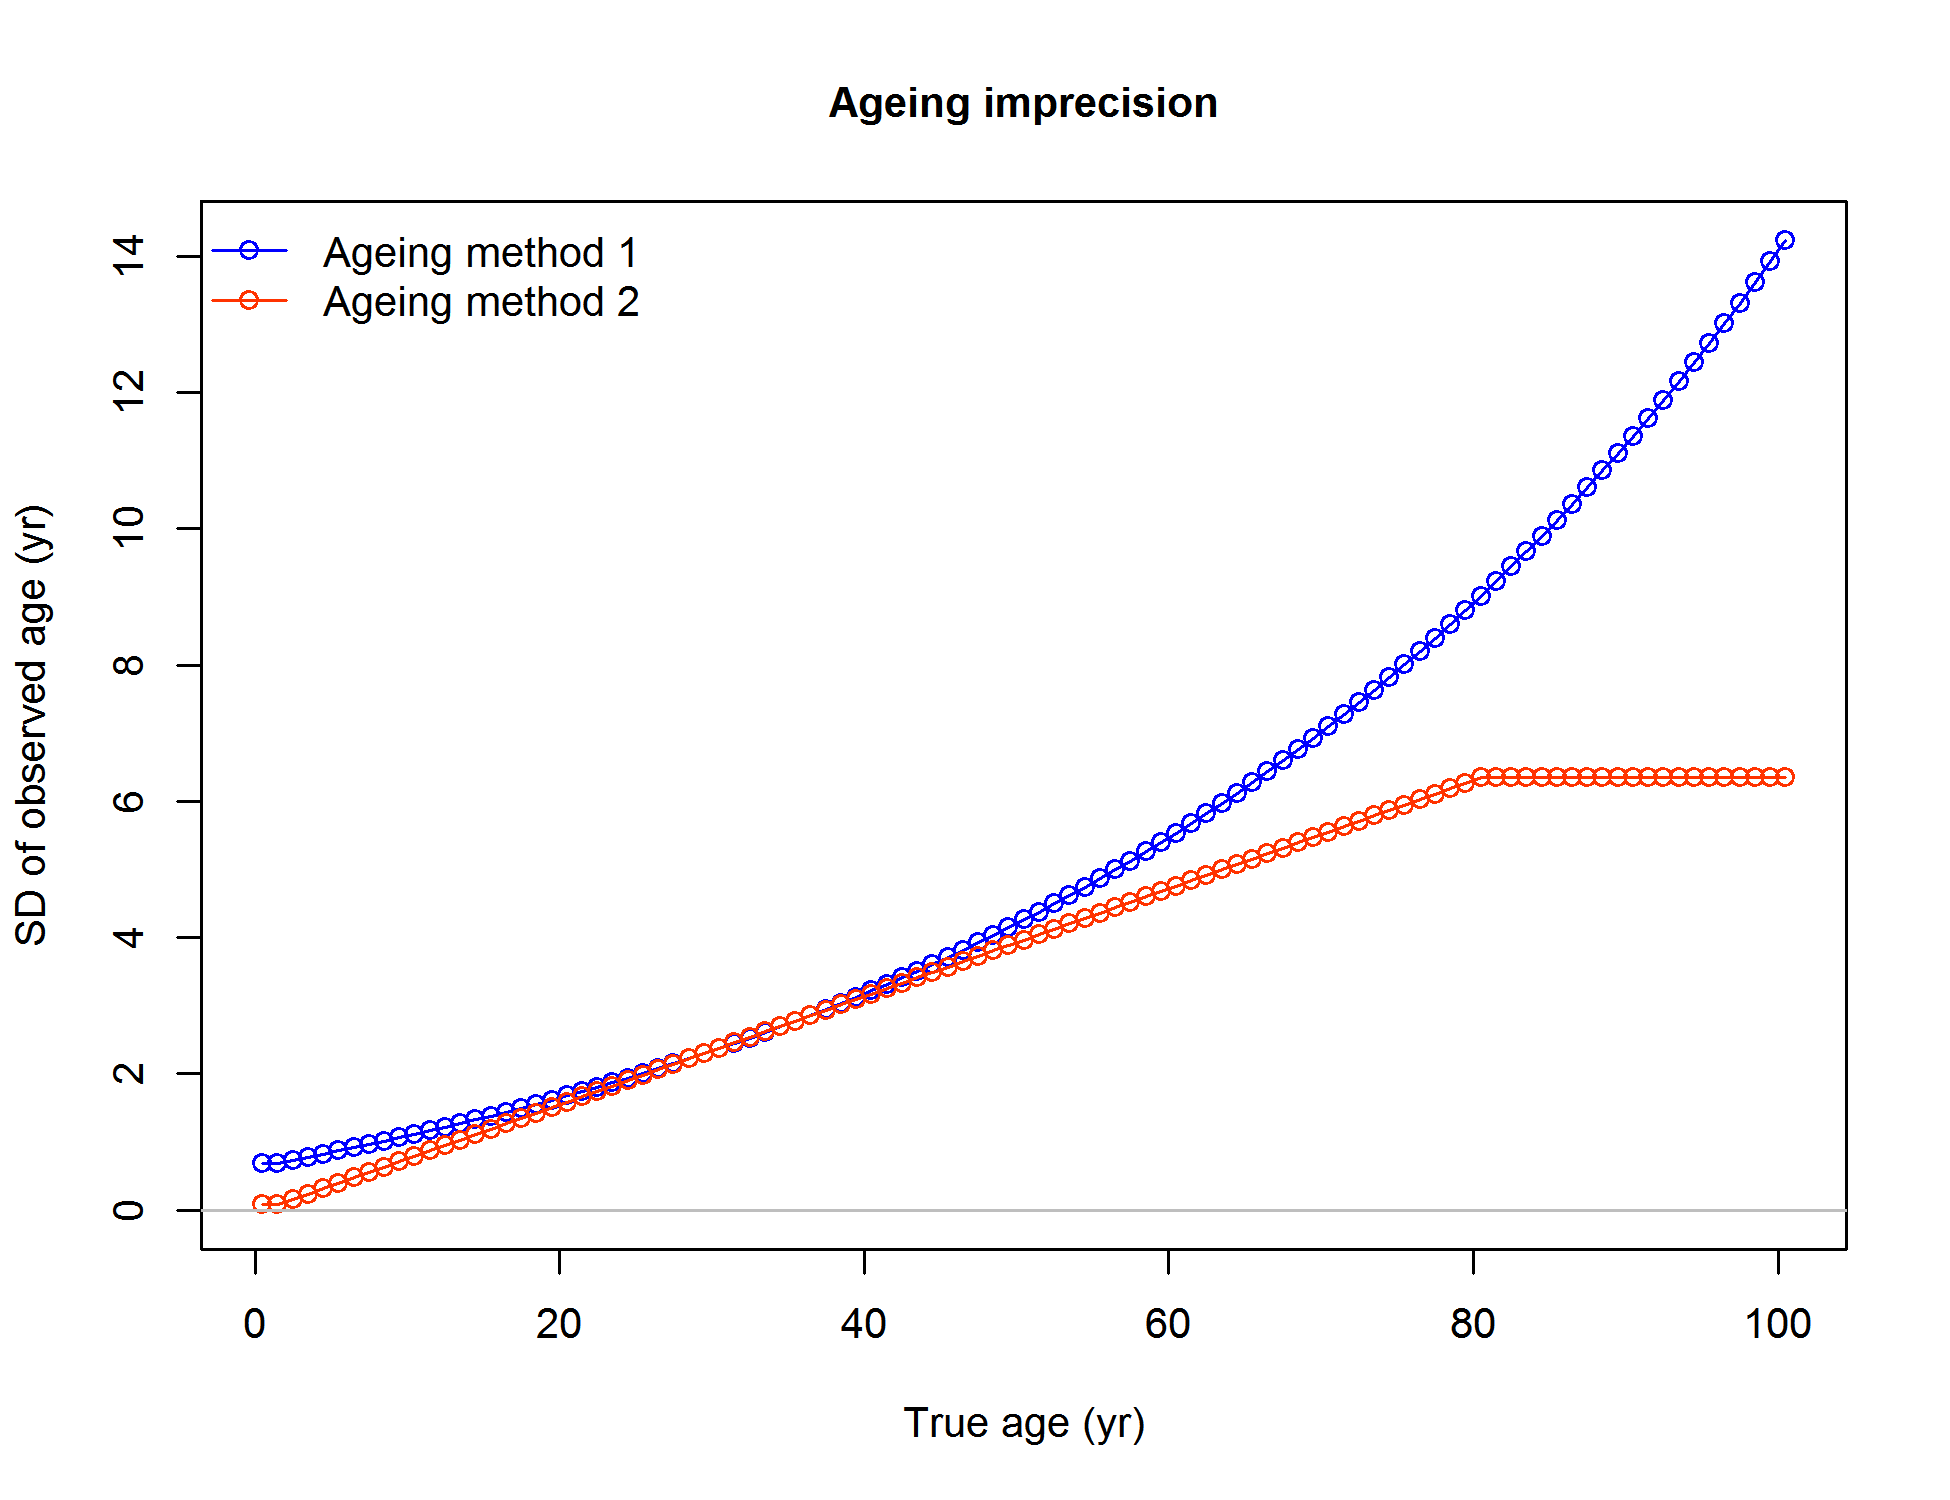 Ageing imprecision
Ageing method 1
Ageing method 2
SD of observed age (yr)
14
12
10
8
6
4
2
0
0 20 40 60 80 100
True age (yr)